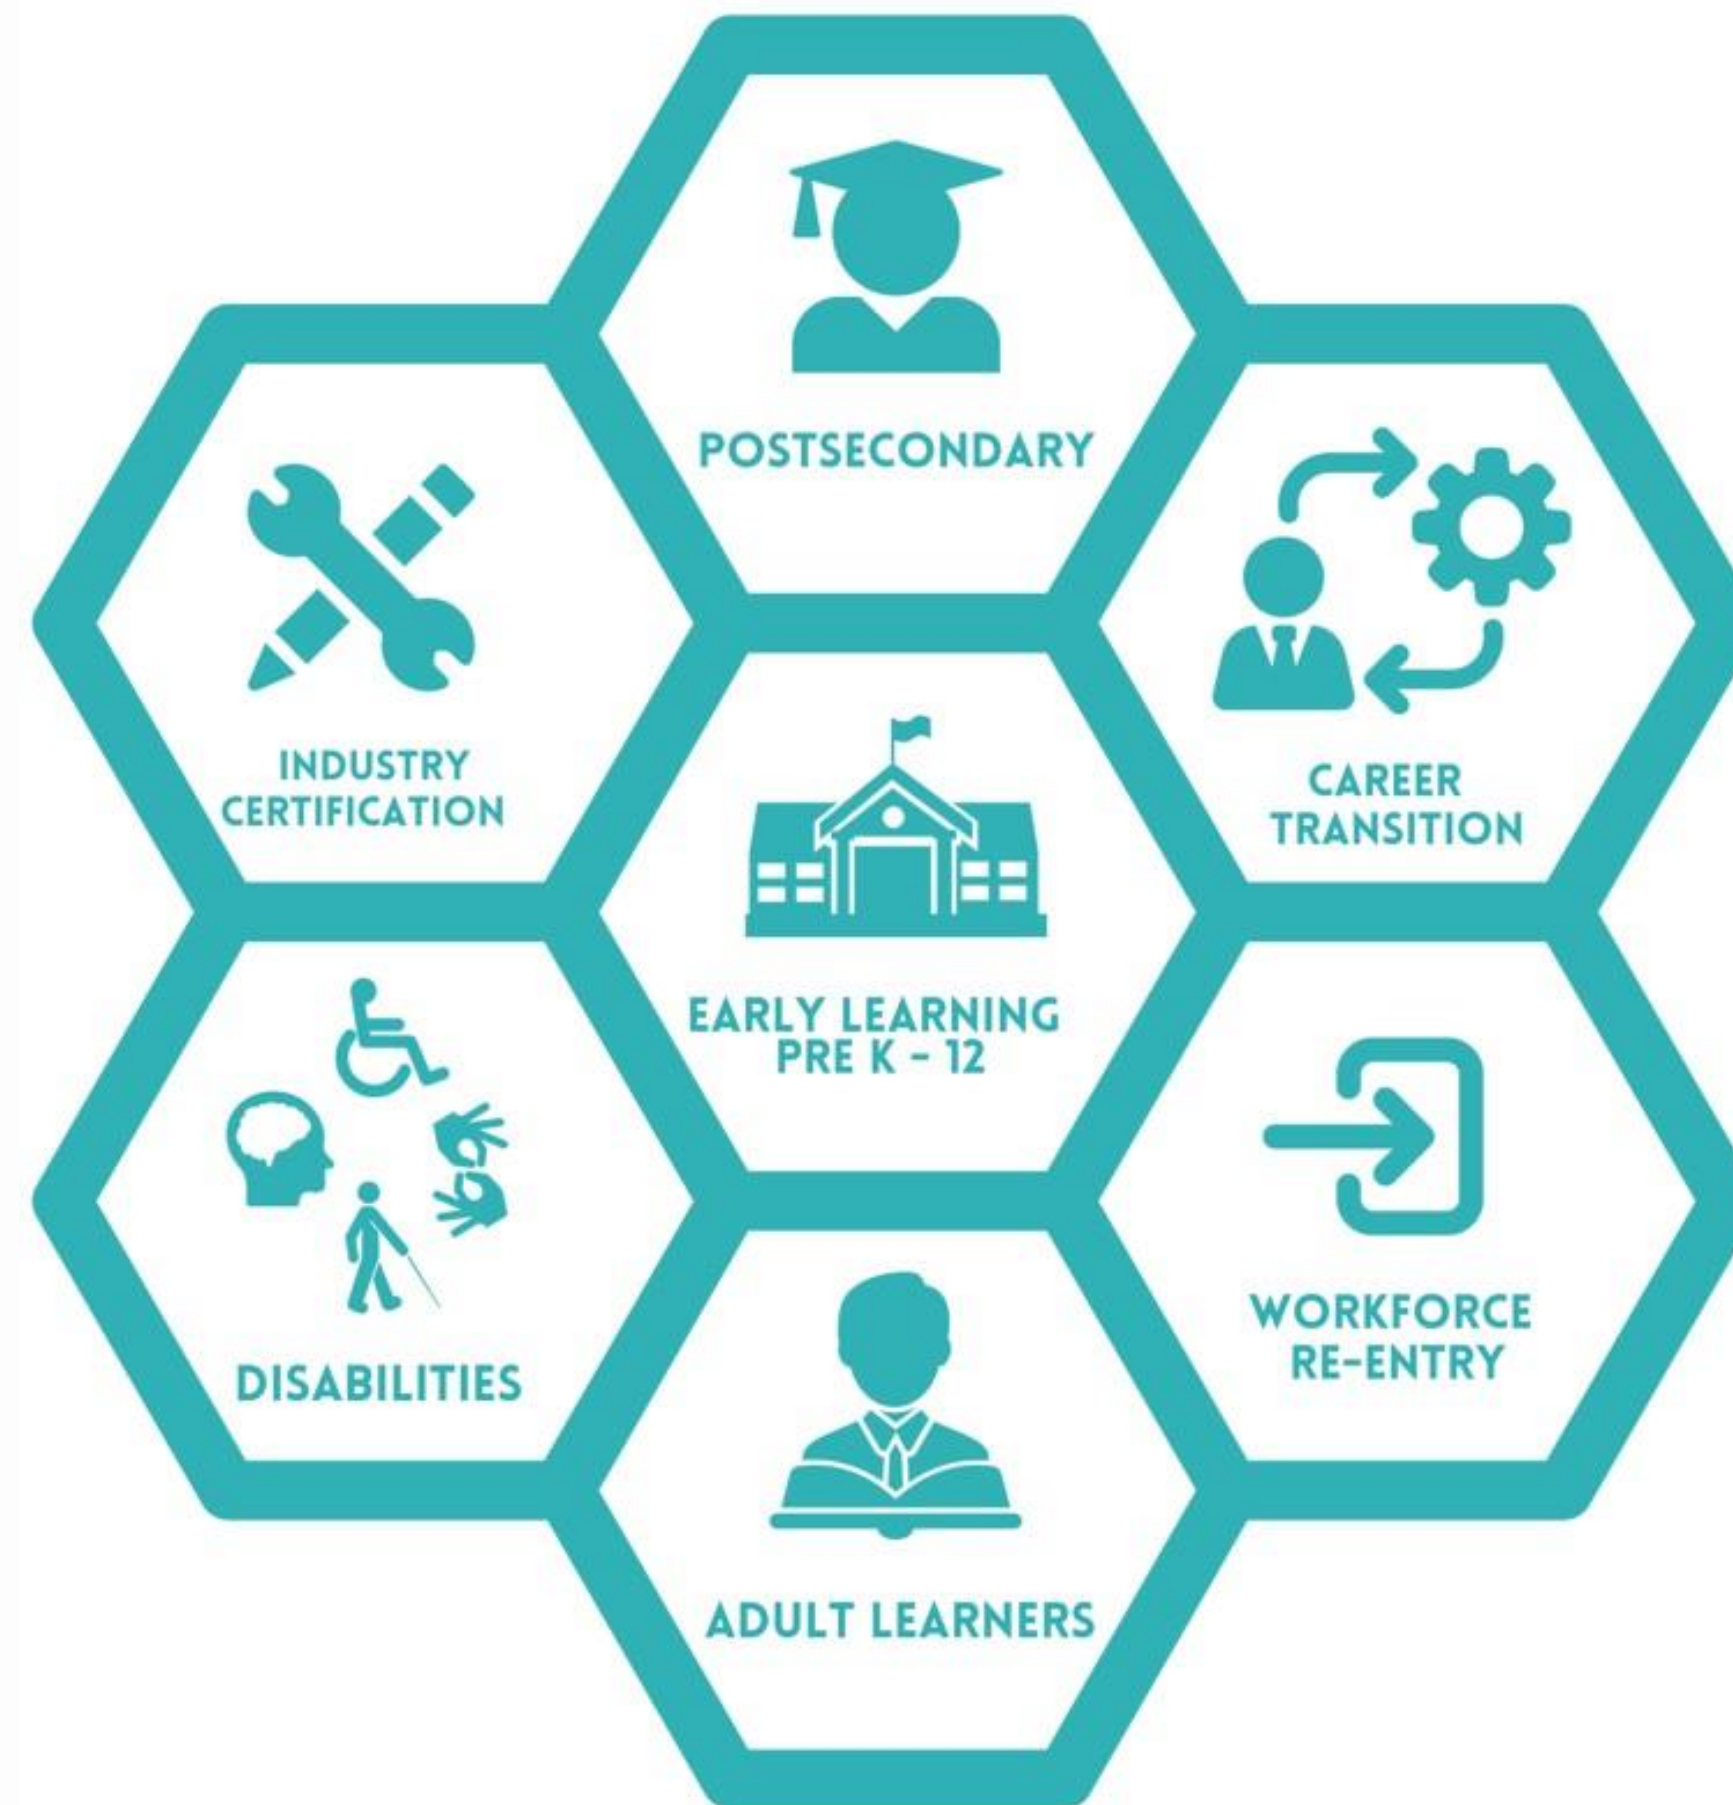 POSTSECONDARY
INDUSTRY
CERTIFICATION
CAREER
TRANSITION
EARLY LEARNING
PRE K - 12
DISABILITIES
WORKFORCE
RE-ENTRY
ADULT LEARNERS